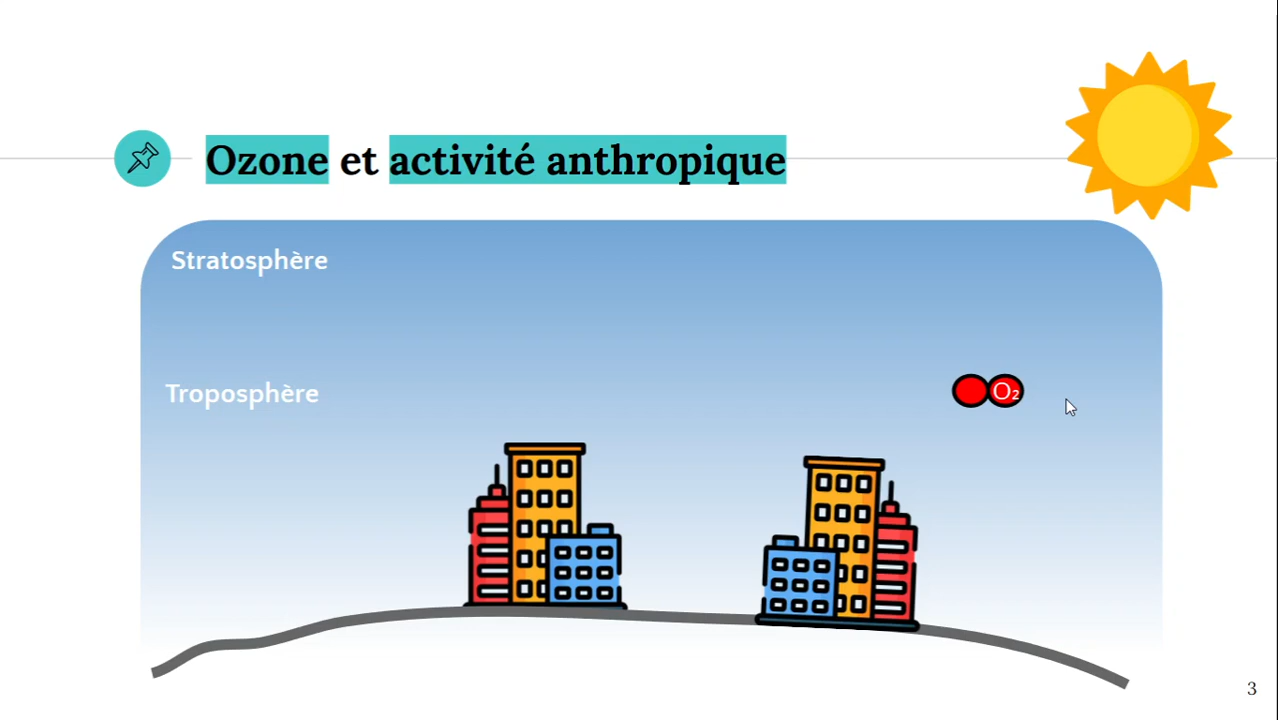 Ozone et activité anthropique
Stratosphère
Troposphère
O₂
3